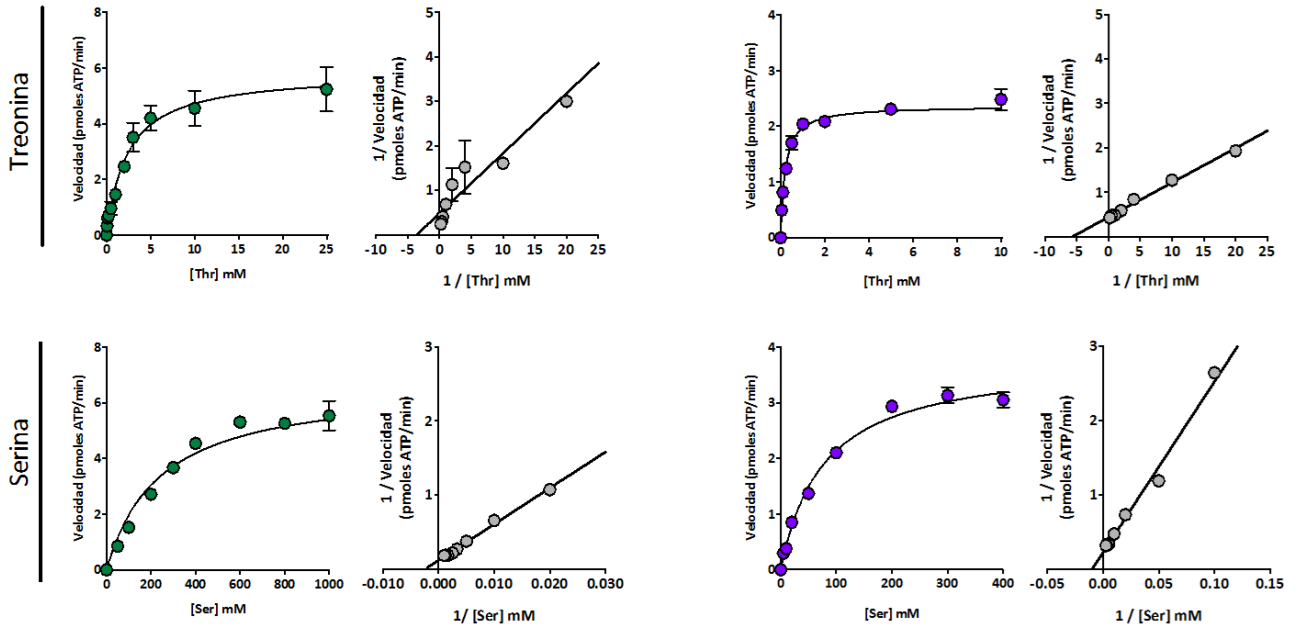 Treonina
Velocidad (pmoles ATP/min)
8
6
4
2
0
0 5 10 15 20 25
[Thr] mM
1/ Velocidad
(pmoles ATP/min)
5
4
3
2
1
-10 -5 0 5 10 15 20 25
1 / [Thr] mM
Velocidad (pmoles ATP/min)
4
3
2
1
0
0 2 4 6 8 10
[Thr] mM
1 / Velocidad
(pmoles ATP/min)
5
4
3
2
1
-10 -5 0 5 10 15 20 25
1 / [Thr] mM
Serina
Velocidad (pmoles ATP/min)
8
6
4
2
0
0 200 400 600 800 1000
[Ser] mM
1 / Velocidad
(pmoles ATP/min)
3
2
1
-0.010 0.000 0.010 0.020 0.030
1/ [Ser] mM
Velocidad (pmoles ATP/min)
4
3
2
1
0
0 100 200 300 400
[Ser] mM
1 / Velocidad
(pmoles ATP/min)
3
2
1
-0.05 0.00 0.05 0.10 0.15
1 / [Ser] mM